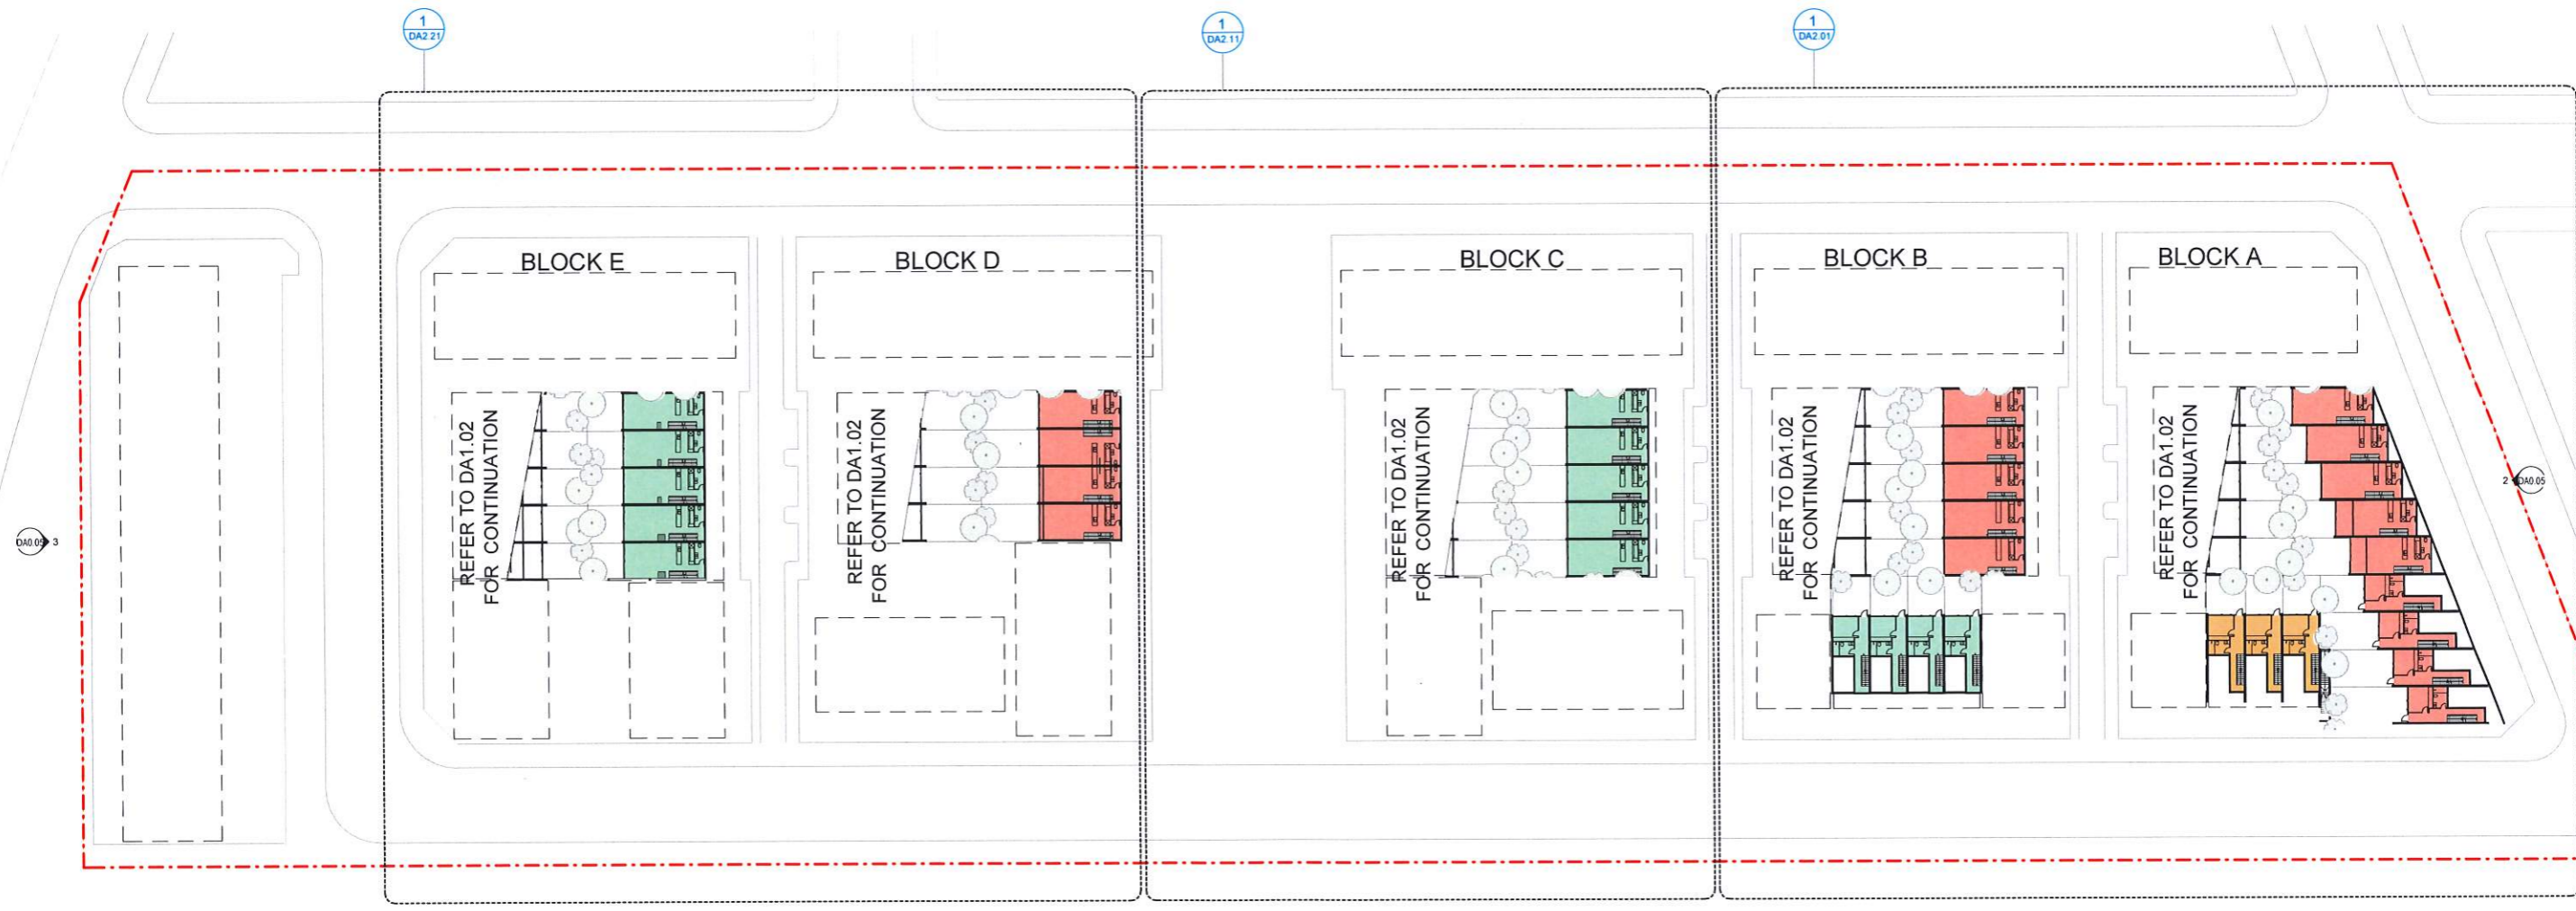 1
DA2.21
1
DA2.11
1
DA2.01
BLOCK E
BLOCK D
BLOCK C
BLOCK B
BLOCK A
REFER TO DA1.02
FOR CONTINUATION
REFER TO DA1.02
FOR CONTINUATION
REFER TO DA1.02
FOR CONTINUATION
REFER TO DA1.02
FOR CONTINUATION
REFER TO DA1.02
FOR CONTINUATION
2 DA0.05
DA0.05 3